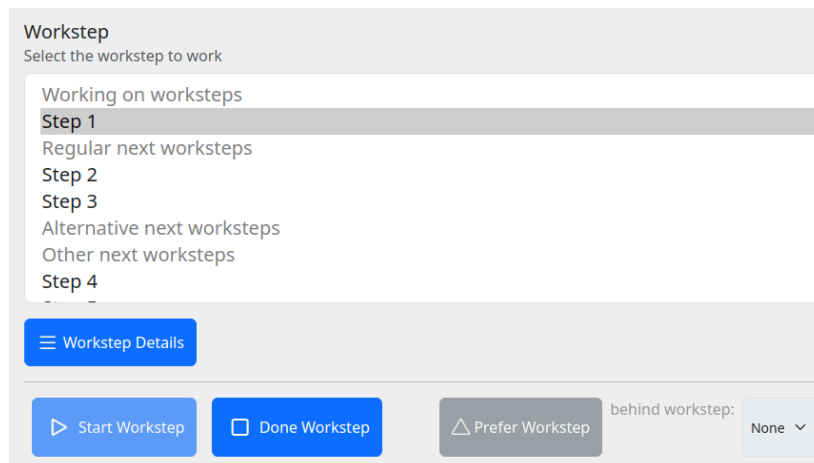 Workstep
Select the workstep to work
Working on worksteps
Step 1
Regular next worksteps
Step 2
Step 3
Alternative next worksteps
Other next worksteps
Step 4
Workstep Details
Start Workstep
Done Workstep
Prefer Workstep
behind workstep:
None